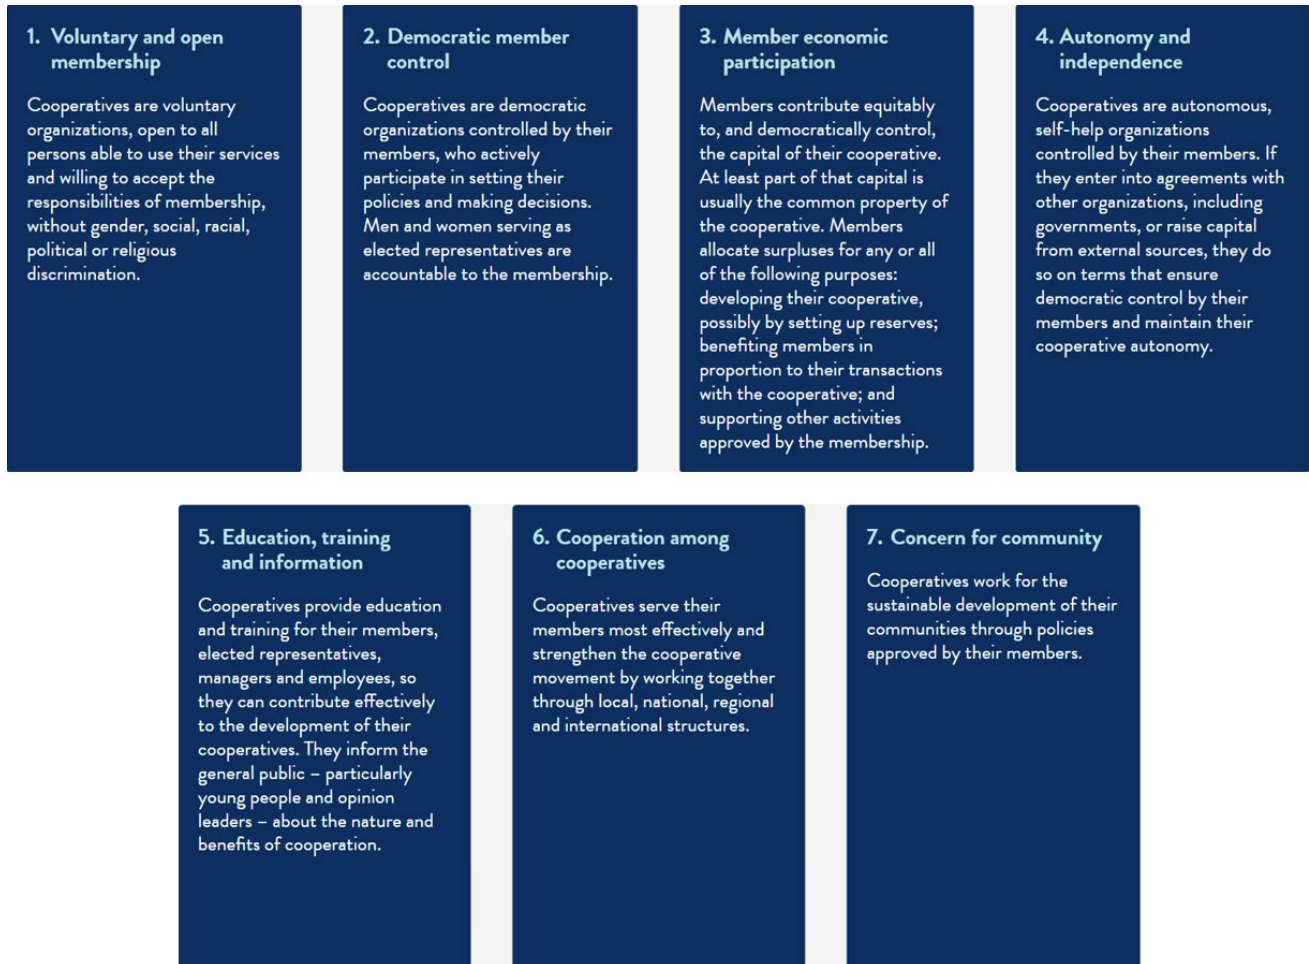 1. Voluntary and open
membership
Cooperatives are voluntary
organizations, open to all
persons able to use their services
and willing to accept the
responsibilities of membership,
without gender, social, racial,
political or religious
discrimination.
2. Democratic member
control
Cooperatives are democratic
organizations controlled by their
members, who actively
participate in setting their
policies and making decisions.
Men and women serving as
elected representatives are
accountable to the membership.
3. Member economic
participation
Members contribute equitably
to, and democratically control,
the capital of their cooperative.
At least part of that capital is
usually the common property of
the cooperative. Members
allocate surpluses for any or all
of the following purposes:
developing their cooperative,
possibly by setting up reserves;
benefiting members in
proportion to their transactions
with the cooperative; and
supporting other activities
approved by the membership.
4. Autonomy and
independence
Cooperatives are autonomous,
self-help organizations
controlled by their members. If
they enter into agreements with
other organizations, including
governments, or raise capital
from external sources, they do
so on terms that ensure
democratic control by their
members and maintain their
cooperative autonomy.
5. Education, training
and information
Cooperatives provide education
and training for their members,
elected representatives,
managers and employees, so
they can contribute effectively
to the development of their
cooperatives. They inform the
general public – particularly
young people and opinion
leaders – about the nature and
benefits of cooperation.
6. Cooperation among
cooperatives
Cooperatives serve their
members most effectively and
strengthen the cooperative
movement by working together
through local, national, regional
and international structures.
7. Concern for community
Cooperatives work for the
sustainable development of their
communities through policies
approved by their members.